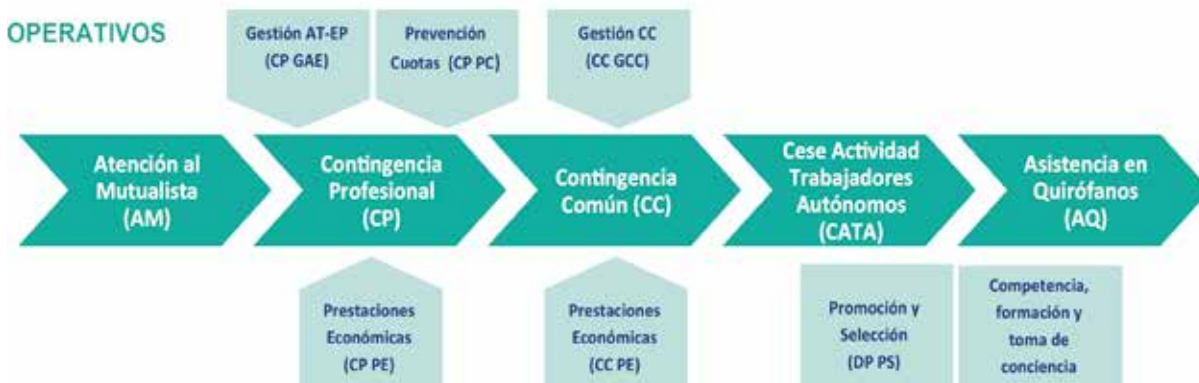 OPERATIVOS
Gestión AT-EP
(CP GAE)
Prevención
Cuotas (CP PC)
Gestión CC
(CC GCC)
Atención al
Mutualista
(AM)
Contingencia
Profesional
(CP)
Contingencia
Común (CC)
Cese Actividad
Trabajadores
Autónomos
(CATA)
Asistencia en
Quirófanos
(AQ)
Prestaciones
Económicas
(CP PE)
Prestaciones
Económicas
(CC PE)
Promoción y
Selección
(DP PS)
Competencia,
formación y
toma de
conciencia